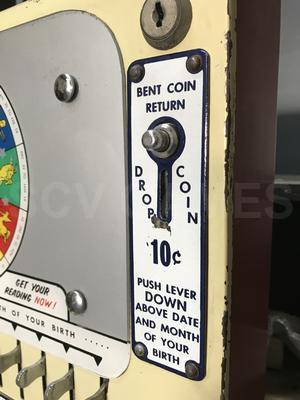 BENT COIN
RETURN
DROP COIN
10¢
PUSH LEVER
DOWN
ABOVE DATE
AND MONTH
OF YOUR
BIRTH
GET YOUR
READING NOW!
TH OF YOUR BIRTH .....